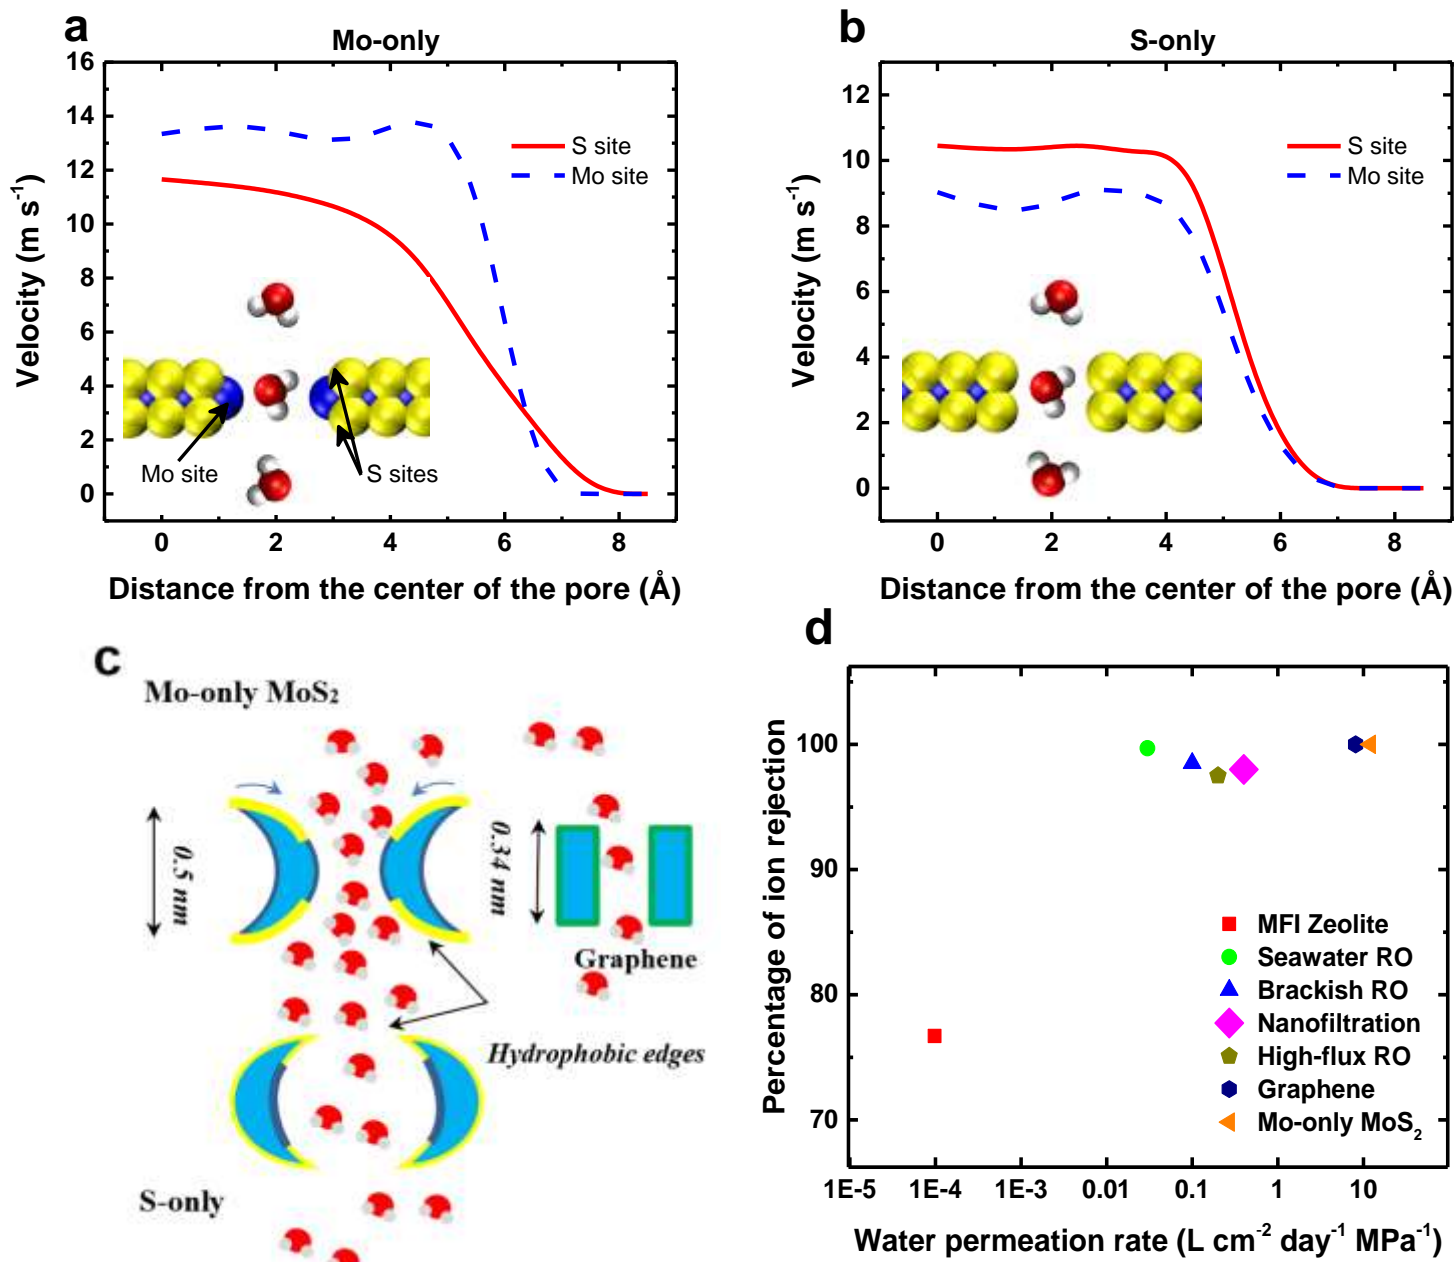 a
Mo-only
16
14
12
10
8
6
4
2
0
Velocity (m s⁻¹)
S site
Mo site
Mo site
S sites
0 2 4 6 8
Distance from the center of the pore (Å)
b
S-only
12
10
8
6
4
2
0
Velocity (m s⁻¹)
S site
Mo site
0 2 4 6 8
Distance from the center of the pore (Å)
c
Mo-only MoS₂
0.5 nm
0.34 nm
Graphene
Hydrophobic edges
S-only
d
100
90
80
70
Percentage of ion rejection
MFI Zeolite
Seawater RO
Brackish RO
Nanofiltration
High-flux RO
Graphene
Mo-only MoS₂
1E-5 1E-4 1E-3 0.01 0.1 1 10
Water permeation rate (L cm⁻² day⁻¹ MPa⁻¹)